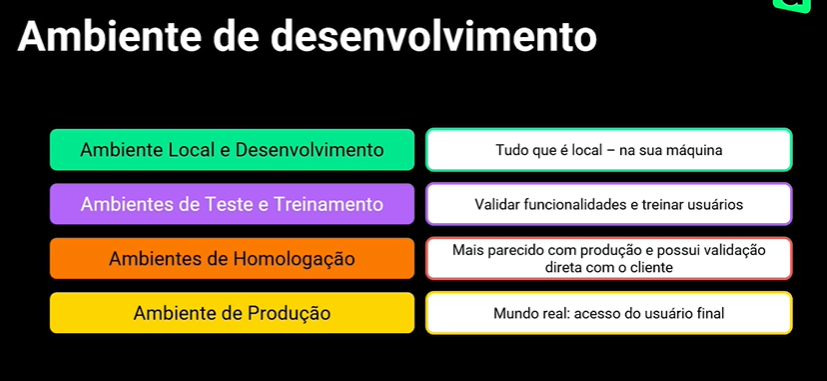 Ambiente de desenvolvimento
Ambiente Local e Desenvolvimento
Tudo que é local – na sua máquina
Ambientes de Teste e Treinamento
Validar funcionalidades e treinar usuários
Ambientes de Homologação
Mais parecido com produção e possui validação
direta com o cliente
Ambiente de Produção
Mundo real: acesso do usuário final